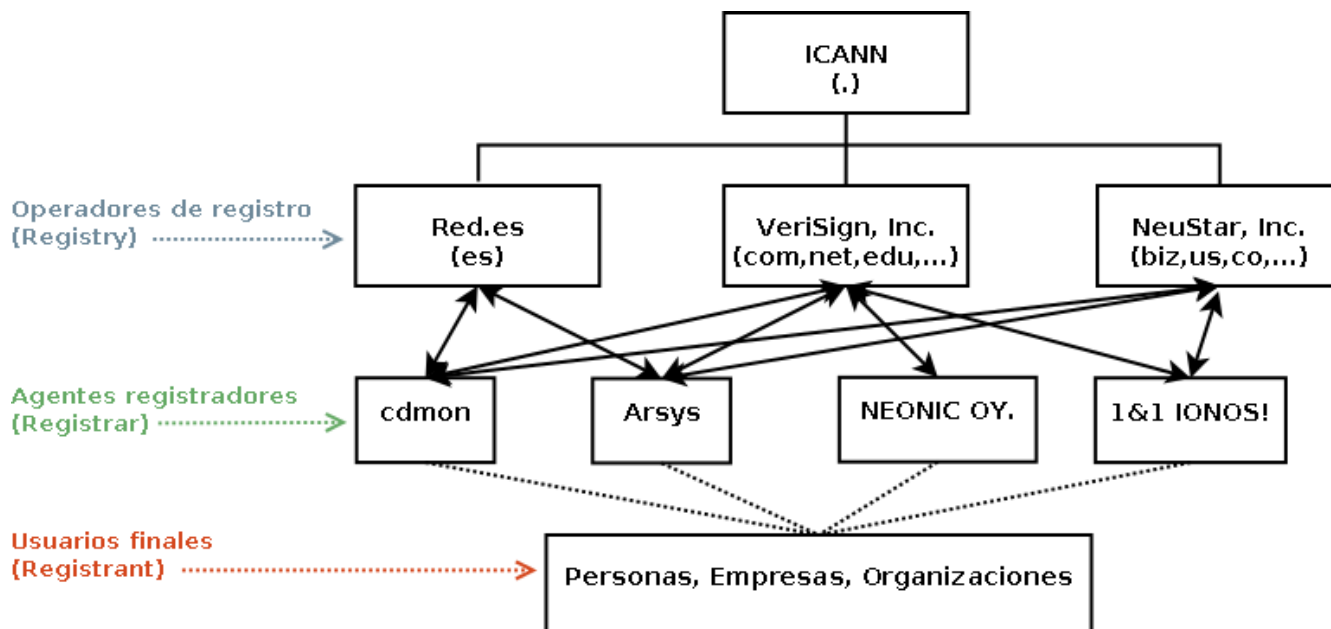 ICANN
(.)
Operadores de registro
(Registry)
Red.es
(es)
VeriSign, Inc.
(com,net,edu,...)
NeuStar, Inc.
(biz,us,co,...)
Agentes registradores
(Registrar)
cdmon
Arsys
NEONIC OY.
1&1 IONOS!
Usuarios finales
(Registrant)
Personas, Empresas, Organizaciones